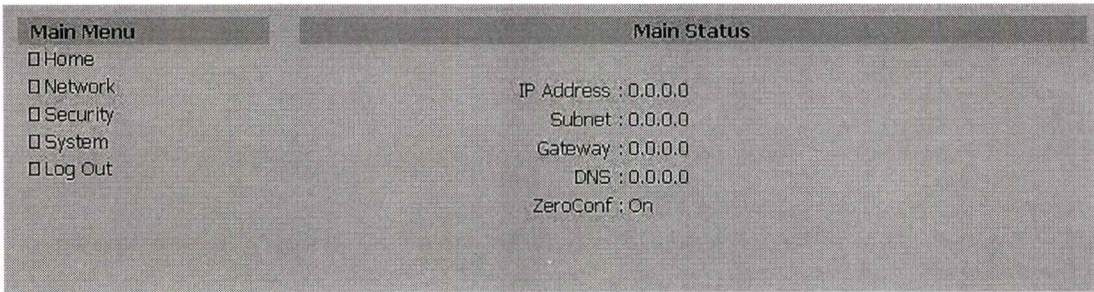 Main Menu
Home
Network
Security
System
Log Out
Main Status
IP Address : 0.0.0.0
Subnet : 0.0.0.0
Gateway : 0.0.0.0
DNS : 0.0.0.0
ZeroConf : On